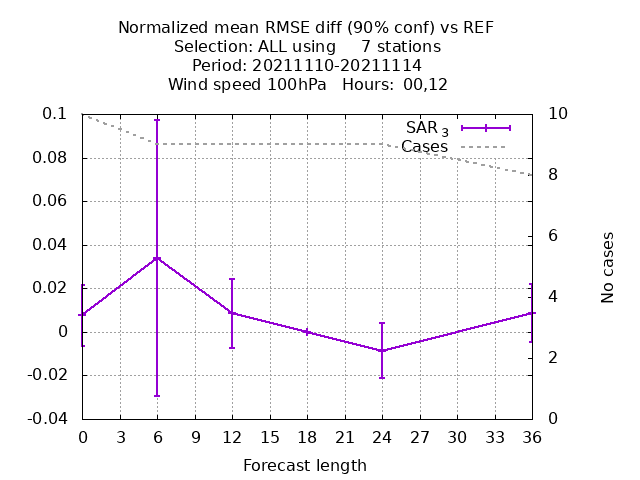 Normalized mean RMSE diff (90% conf) vs REF
Selection: ALL using     7 stations
Period: 20211110-20211114
Wind speed 100hPa   Hours:  00,12
SAR 3
Cases
0.1
0.08
0.06
0.04
0.02
0
-0.02
-0.04
10
8
6
4
2
0
No cases
0 3 6 9 12 15 18 21 24 27 30 33 36
Forecast length